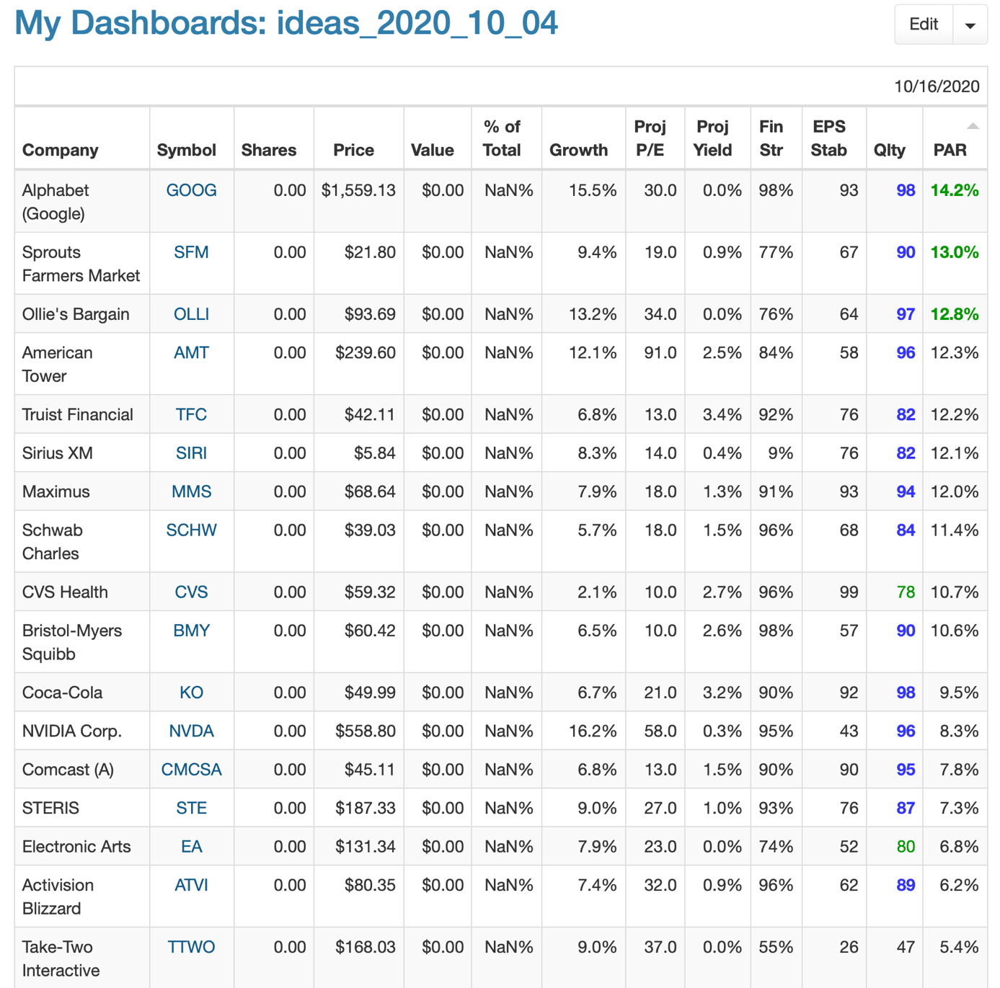 My Dashboards: ideas_2020_10_04
Edit
10/16/2020
Company Symbol Shares Price Value % of Total Growth Proj P/E Proj Yield Fin Str EPS Stab Qlty PAR
Alphabet (Google) GOOG 0.00 $1,559.13 $0.00 NaN% 15.5% 30.0 0.0% 98% 93 98 14.2%
Sprouts Farmers Market SFM 0.00 $21.80 $0.00 NaN% 9.4% 19.0 0.9% 77% 67 90 13.0%
Ollie's Bargain OLLI 0.00 $93.69 $0.00 NaN% 13.2% 34.0 0.0% 76% 64 97 12.8%
American Tower AMT 0.00 $239.60 $0.00 NaN% 12.1% 91.0 2.5% 84% 58 96 12.3%
Truist Financial TFC 0.00 $42.11 $0.00 NaN% 6.8% 13.0 3.4% 92% 76 82 12.2%
Sirius XM SIRI 0.00 $5.84 $0.00 NaN% 8.3% 14.0 0.4% 9% 76 82 12.1%
Maximus MMS 0.00 $68.64 $0.00 NaN% 7.9% 18.0 1.3% 91% 93 94 12.0%
Schwab Charles SCHW 0.00 $39.03 $0.00 NaN% 5.7% 18.0 1.5% 96% 68 84 11.4%
CVS Health CVS 0.00 $59.32 $0.00 NaN% 2.1% 10.0 2.7% 96% 99 78 10.7%
Bristol-Myers Squibb BMY 0.00 $60.42 $0.00 NaN% 6.5% 10.0 2.6% 98% 57 90 10.6%
Coca-Cola KO 0.00 $49.99 $0.00 NaN% 6.7% 21.0 3.2% 90% 92 98 9.5%
NVIDIA Corp. NVDA 0.00 $558.80 $0.00 NaN% 16.2% 58.0 0.3% 95% 43 96 8.3%
Comcast (A) CMCSA 0.00 $45.11 $0.00 NaN% 6.8% 13.0 1.5% 90% 90 95 7.8%
STERIS STE 0.00 $187.33 $0.00 NaN% 9.0% 27.0 1.0% 93% 76 87 7.3%
Electronic Arts EA 0.00 $131.34 $0.00 NaN% 7.9% 23.0 0.0% 74% 52 80 6.8%
Activision Blizzard ATVI 0.00 $80.35 $0.00 NaN% 7.4% 32.0 0.9% 96% 62 89 6.2%
Take-Two Interactive TTWO 0.00 $168.03 $0.00 NaN% 9.0% 37.0 0.0% 55% 26 47 5.4%